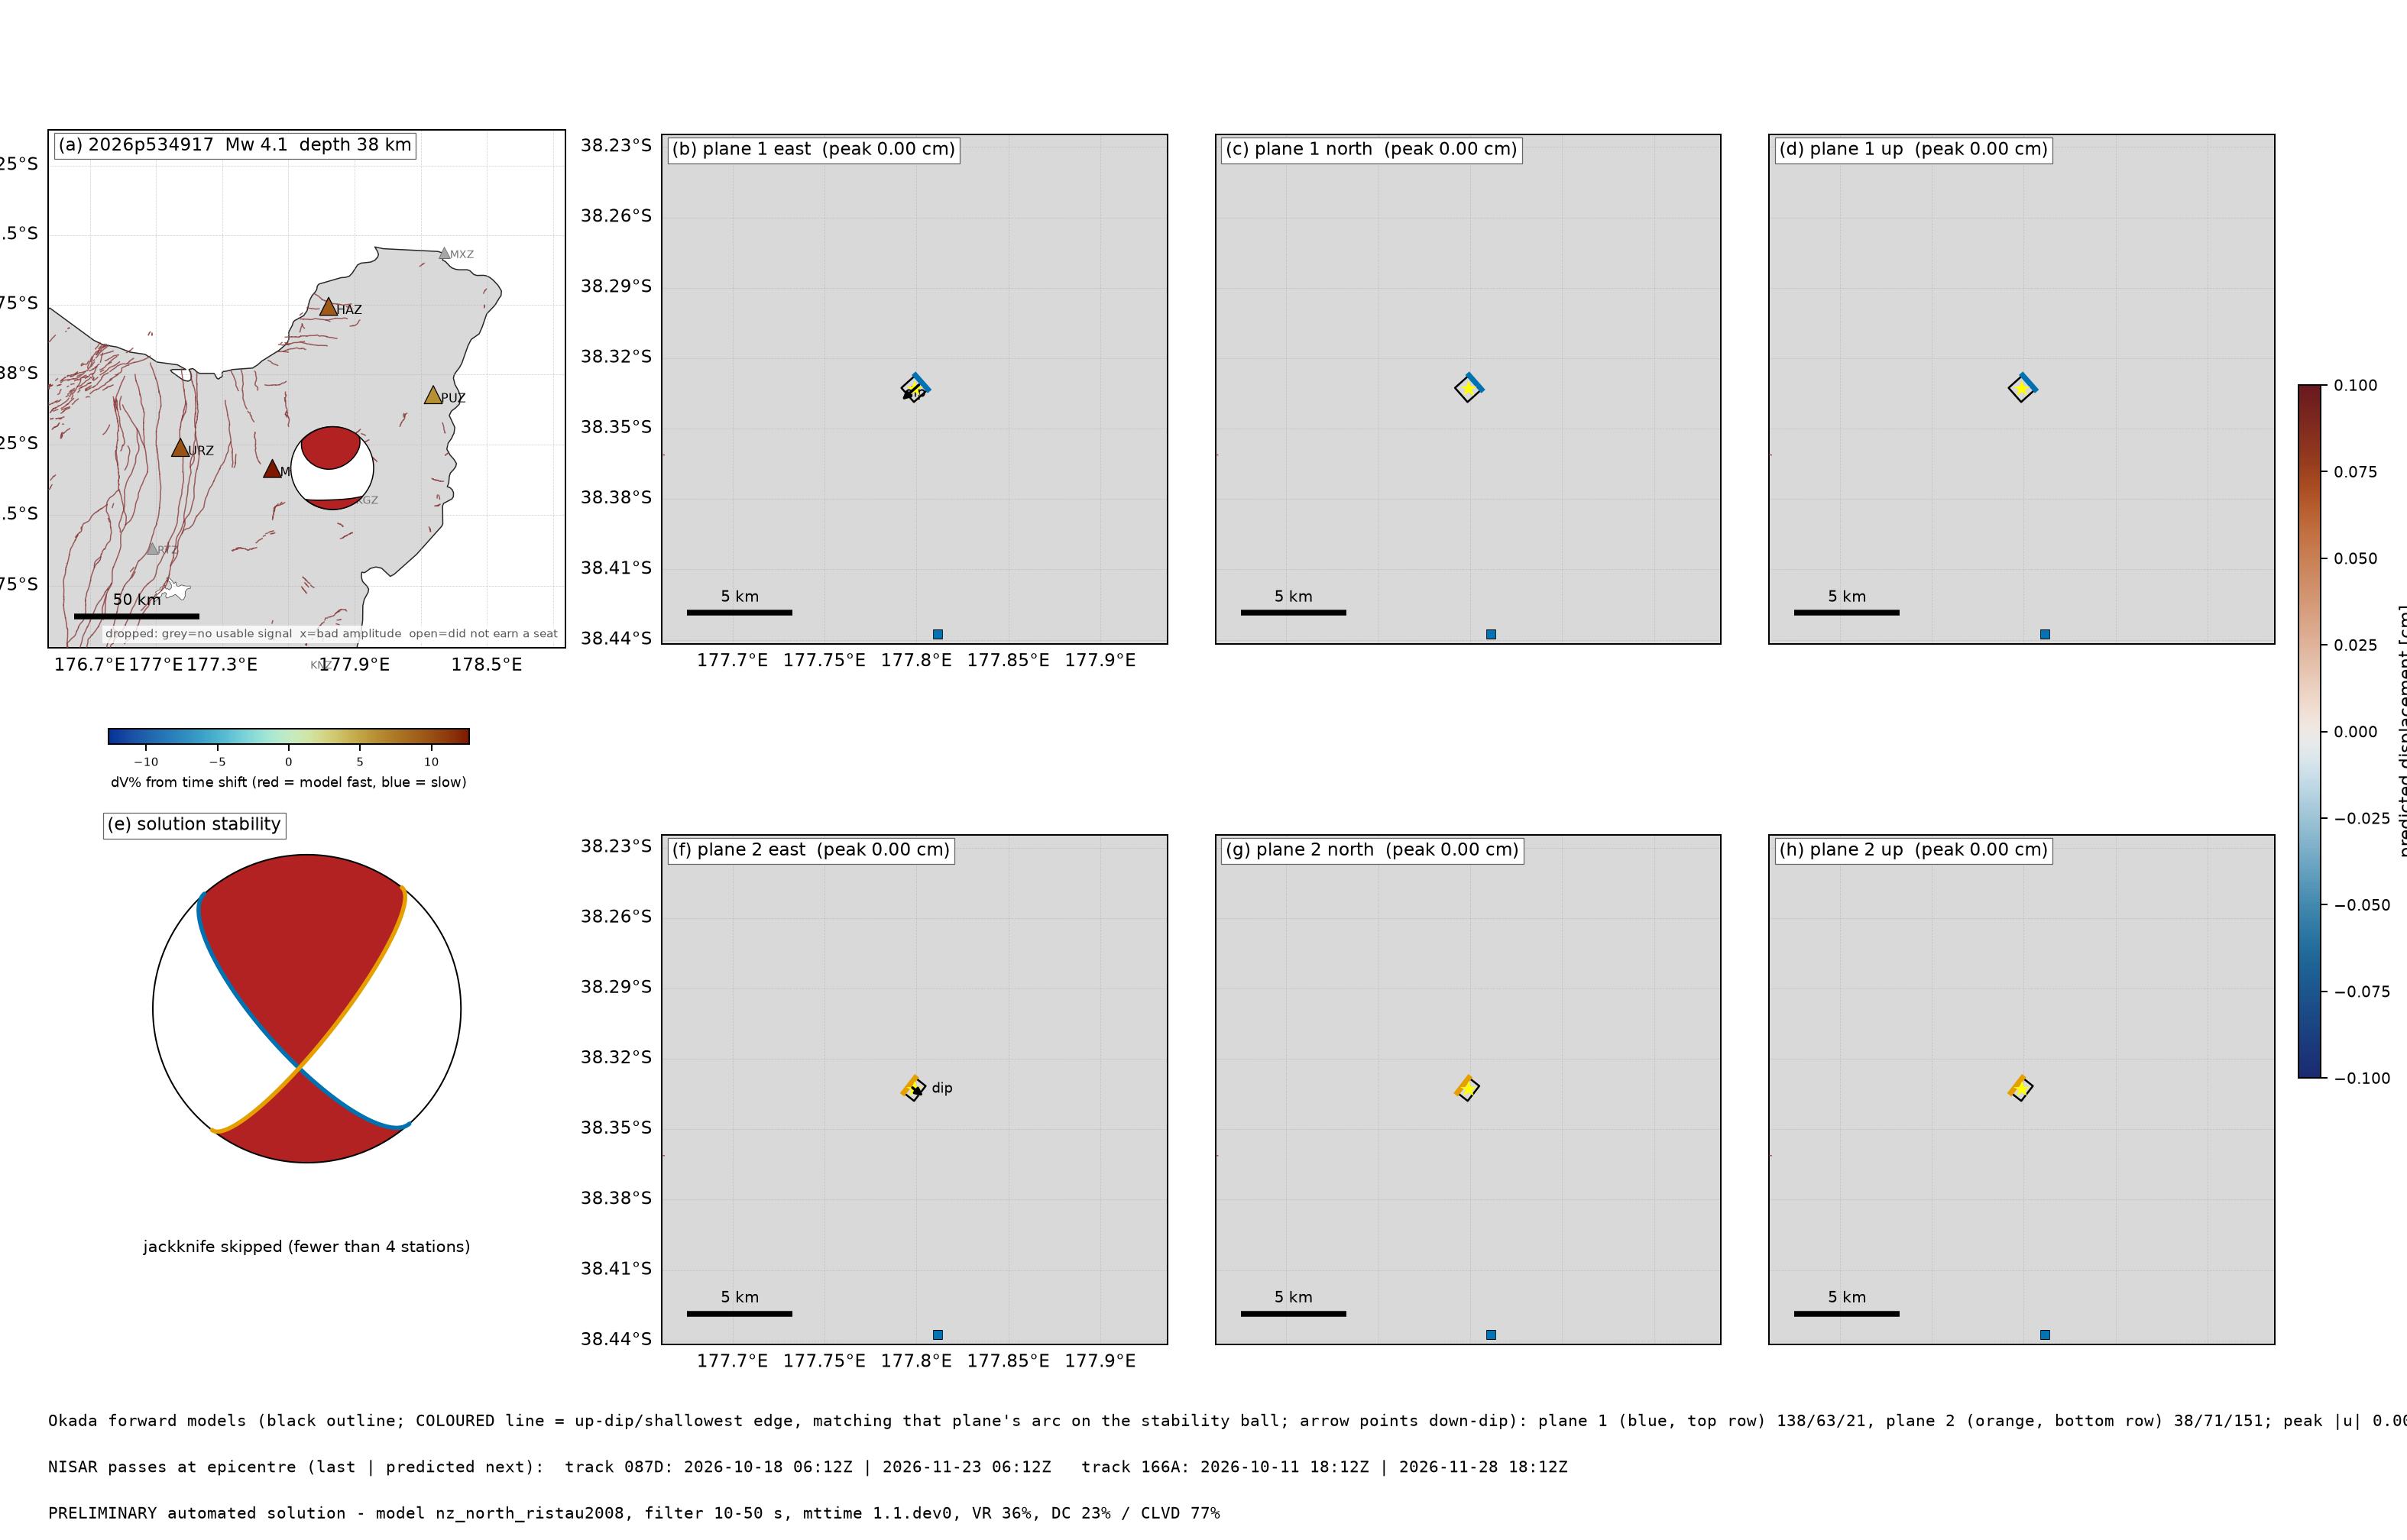 (a) 2026p534917  Mw 4.1  depth 38 km
25°S
.5°S
75°S
38°S
25°S
.5°S
75°S
MXZ
HAZ
PUZ
URZ
M
GZ
RTZ
50 km
dropped: grey=no usable signal  x=bad amplitude  open=did not earn a seat
176.7°E 177°E 177.3°E 177.9°E 178.5°E
−10 −5 0 5 10
dV% from time shift (red = model fast, blue = slow)
(b) plane 1 east  (peak 0.00 cm)
38.23°S
38.26°S
38.29°S
38.32°S
38.35°S
38.38°S
38.41°S
38.44°S
5 km
177.7°E 177.75°E 177.8°E 177.85°E 177.9°E
(c) plane 1 north  (peak 0.00 cm)
5 km
(d) plane 1 up  (peak 0.00 cm)
5 km
0.100
0.075
0.050
0.025
0.000
−0.025
−0.050
−0.075
−0.100
predicted displacement [cm]
(e) solution stability
jackknife skipped (fewer than 4 stations)
(f) plane 2 east  (peak 0.00 cm)
38.23°S
38.26°S
38.29°S
38.32°S
38.35°S
38.38°S
38.41°S
38.44°S
dip
5 km
177.7°E 177.75°E 177.8°E 177.85°E 177.9°E
(g) plane 2 north  (peak 0.00 cm)
5 km
(h) plane 2 up  (peak 0.00 cm)
5 km
Okada forward models (black outline; COLOURED line = up-dip/shallowest edge, matching that plane's arc on the stability ball; arrow points down-dip): plane 1 (blue, top row) 138/63/21, plane 2 (orange, bottom row) 38/71/151; peak |u| 0.00
NISAR passes at epicentre (last | predicted next):  track 087D: 2026-10-18 06:12Z | 2026-11-23 06:12Z   track 166A: 2026-10-11 18:12Z | 2026-11-28 18:12Z
PRELIMINARY automated solution - model nz_north_ristau2008, filter 10-50 s, mttime 1.1.dev0, VR 36%, DC 23% / CLVD 77%